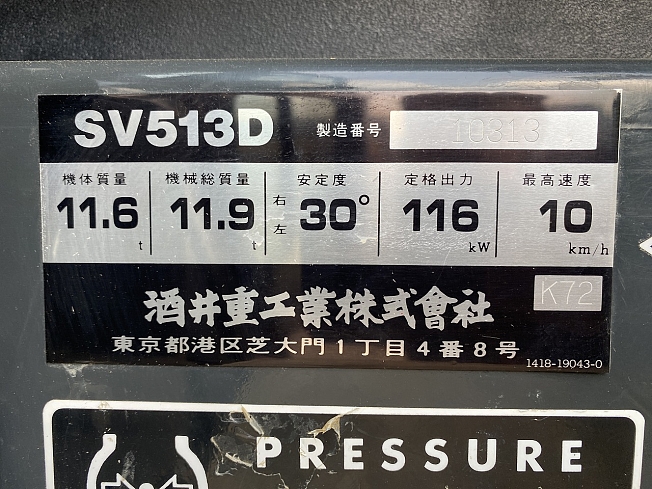 SV513D 製造番号 10313
機体質量 機械総質量 安定度 定格出力 最高速度
11.6 t 11.9 t 右左 30° 116 kW 10 km/h
酒井重工業株式會社 K72
東京都港区芝大門1丁目4番8号 1418-19043-0
PRESSURE